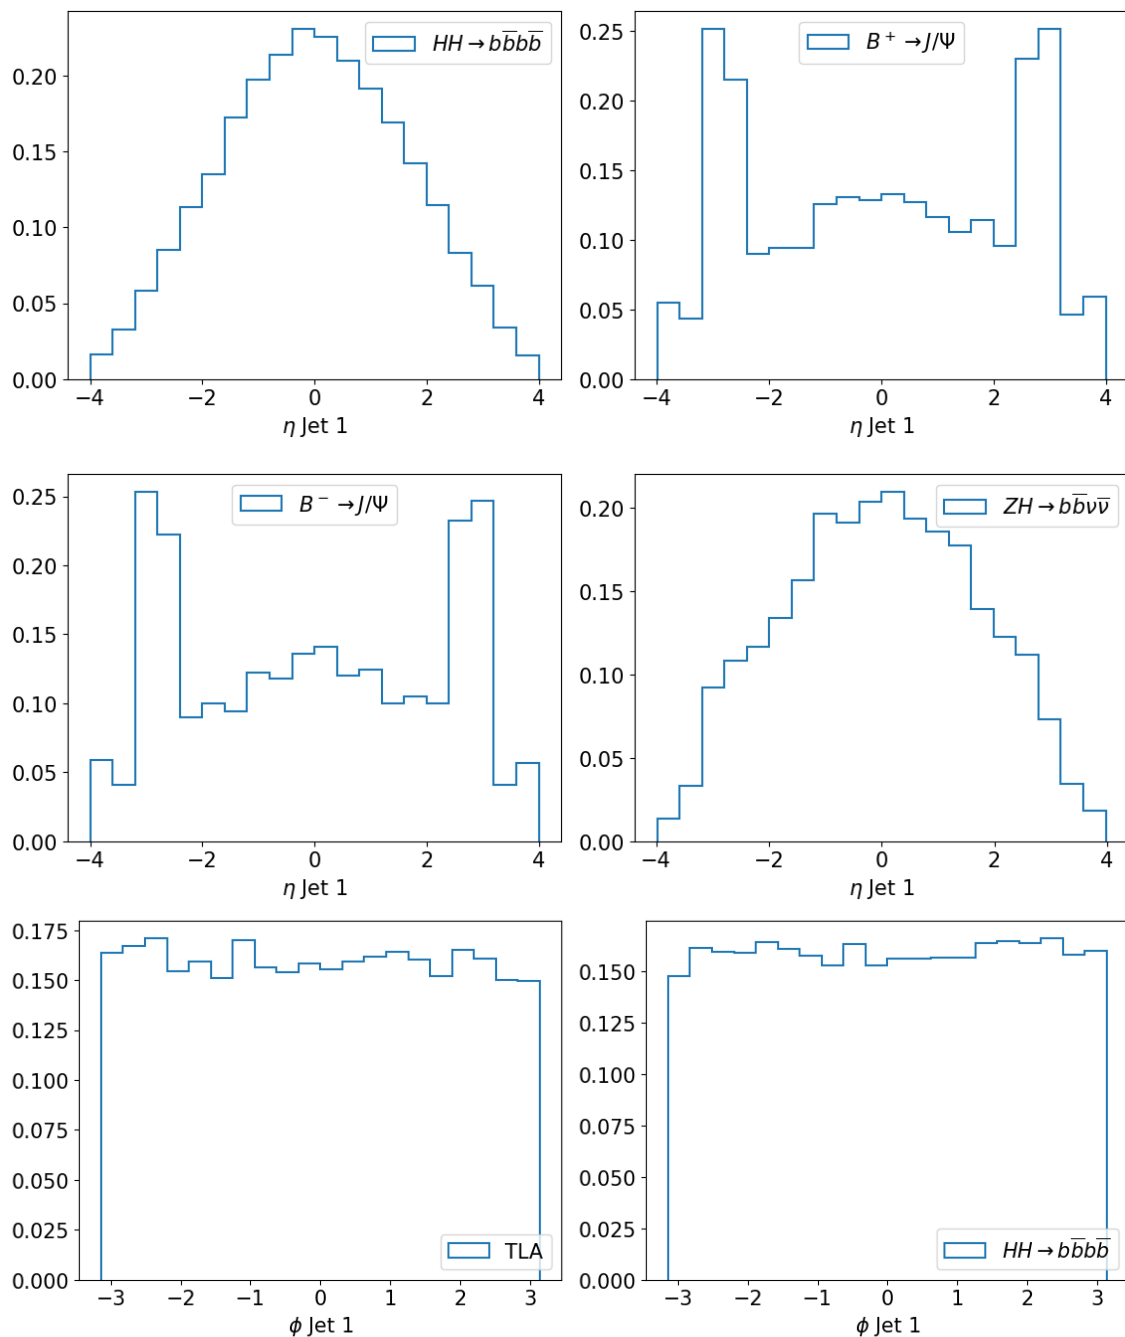 0.20
0.15
0.10
0.05
0.00
HH → bb̅bb̅
−4 −2 0 2 4
η Jet 1
0.25
0.20
0.15
0.10
0.05
0.00
B⁺ → J/Ψ
−4 −2 0 2 4
η Jet 1
0.25
0.20
0.15
0.10
0.05
0.00
B⁻ → J/Ψ
−4 −2 0 2 4
η Jet 1
0.20
0.15
0.10
0.05
0.00
ZH → bb̅νν̅
−4 −2 0 2 4
η Jet 1
0.175
0.150
0.125
0.100
0.075
0.050
0.025
0.000
TLA
−3 −2 −1 0 1 2 3
ϕ Jet 1
0.150
0.125
0.100
0.075
0.050
0.025
0.000
HH → bb̅bb̅
−3 −2 −1 0 1 2 3
ϕ Jet 1